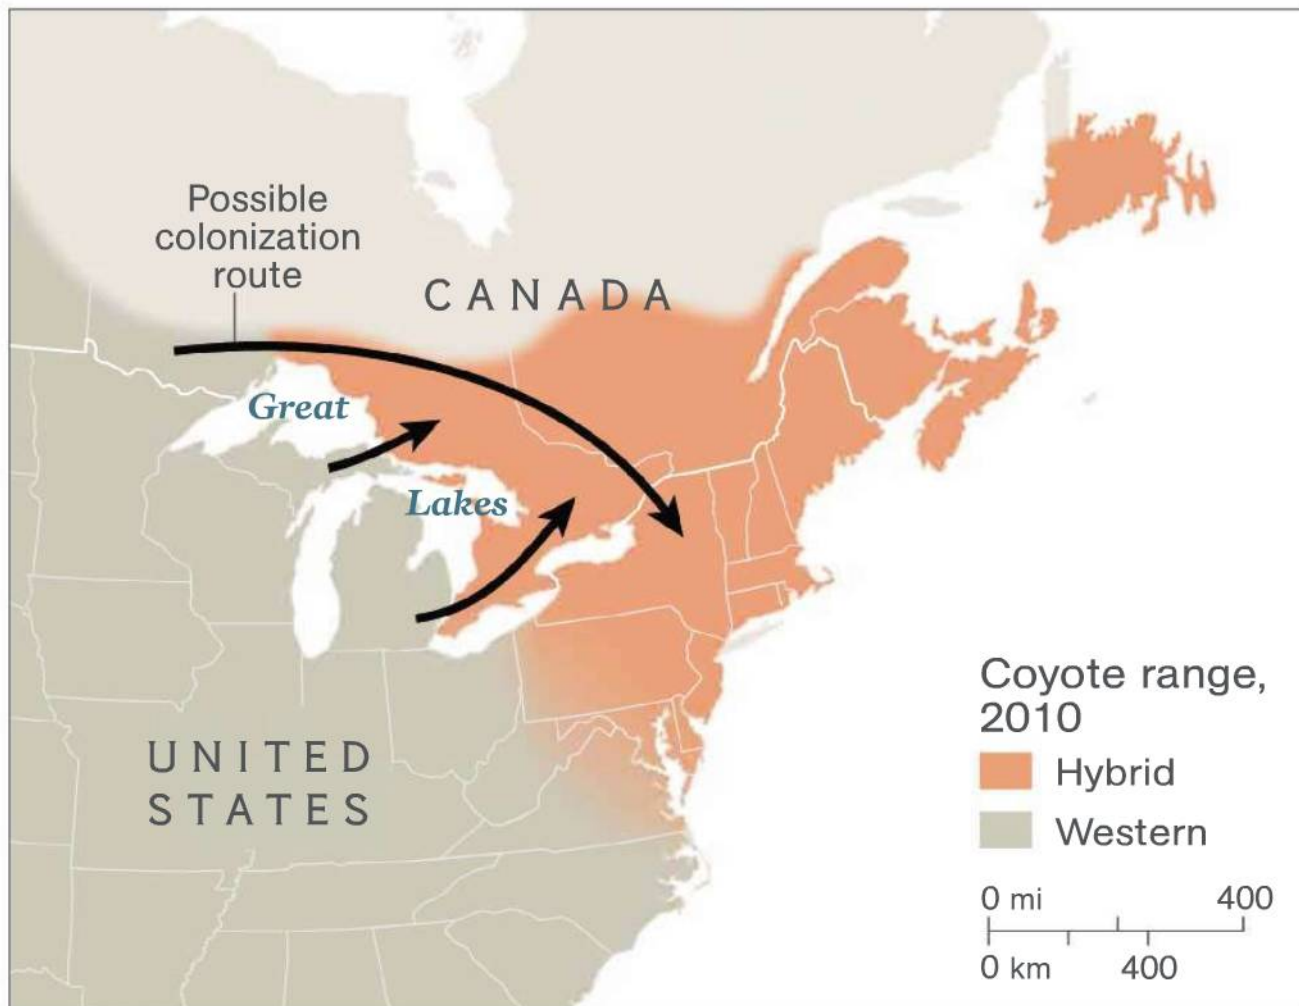 Possible
colonization
route
CANADA
Great
Lakes
UNITED
STATES
Coyote range,
2010
Hybrid
Western
0 mi 400
0 km 400